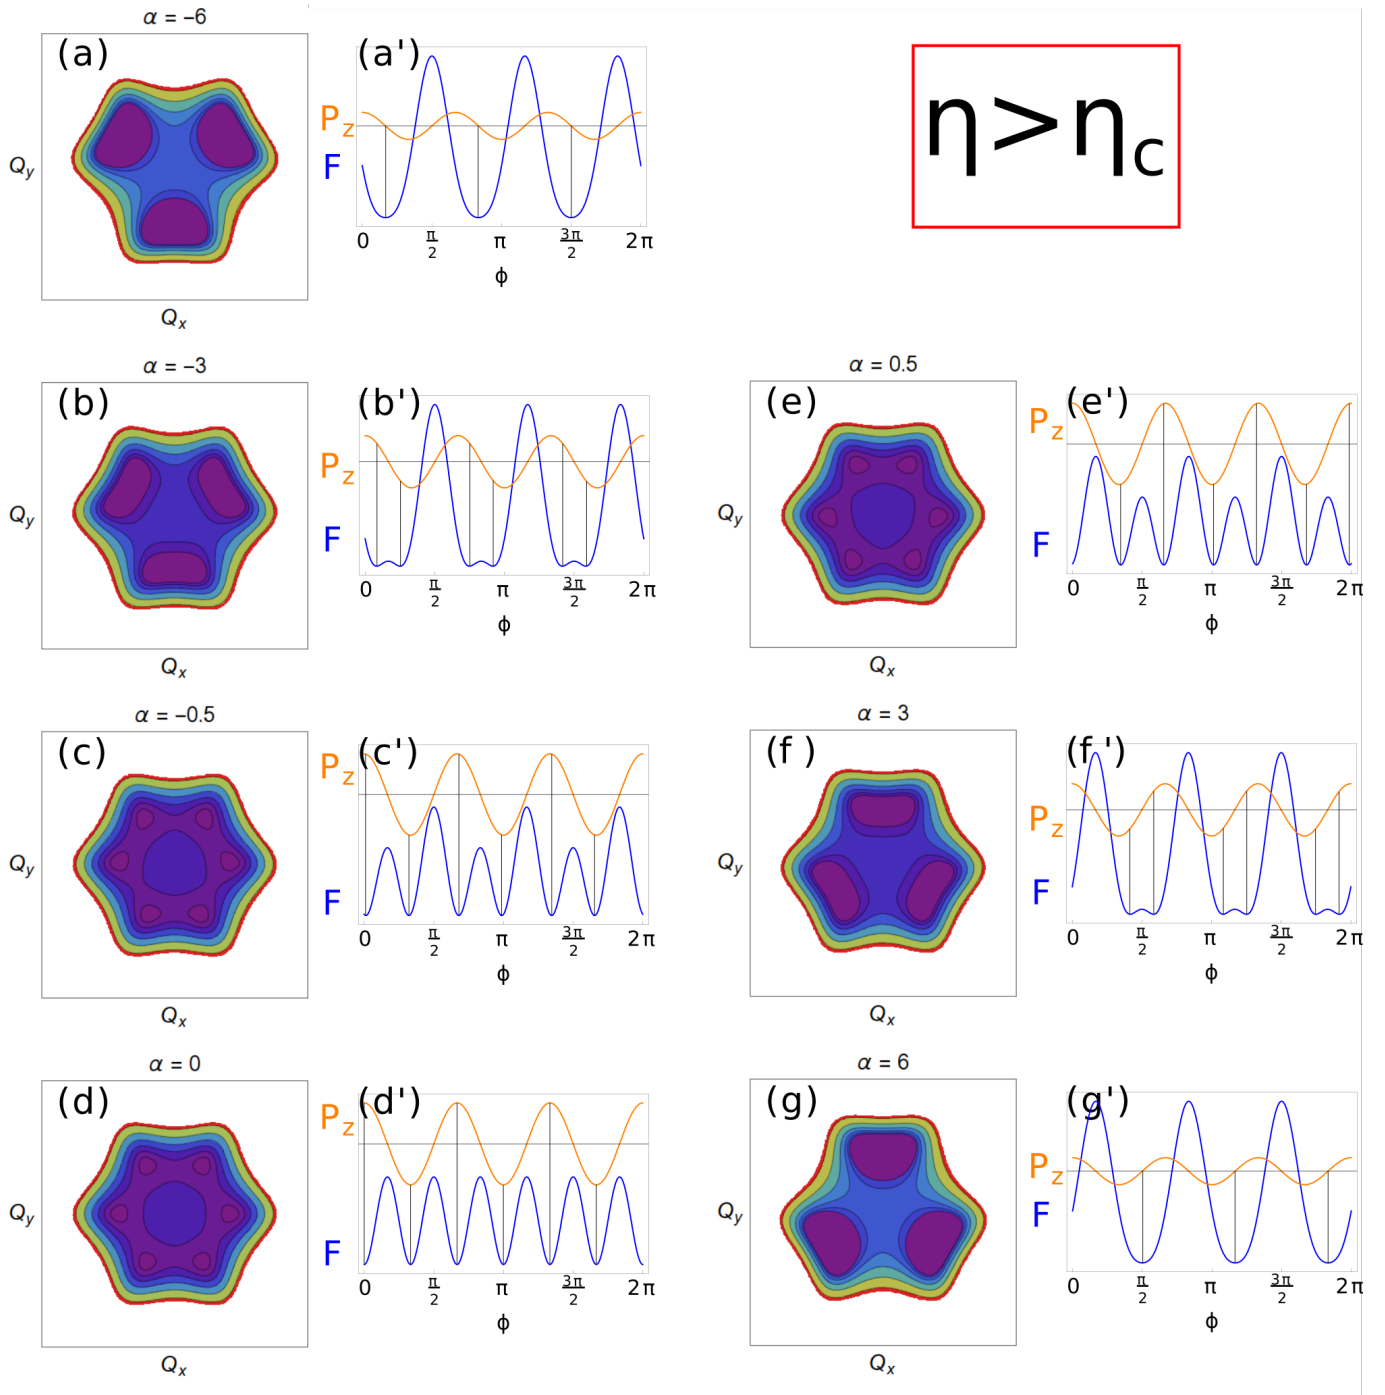 α = −6
(a)
Q_y
Q_x
(a')
P_z
F
0 π/2 π 3π/2 2π
ϕ
η>η_c
α = −3
(b)
Q_y
Q_x
(b')
P_z
F
0 π/2 π 3π/2 2π
ϕ
α = 0.5
(e)
Q_y
Q_x
(e')
P_z
F
0 π/2 π 3π/2 2π
ϕ
α = −0.5
(c)
Q_y
Q_x
(c')
P_z
F
0 π/2 π 3π/2 2π
ϕ
α = 3
(f )
Q_y
Q_x
(f ')
P_z
F
0 π/2 π 3π/2 2π
ϕ
α = 0
(d)
Q_y
Q_x
(d')
P_z
F
0 π/2 π 3π/2 2π
ϕ
α = 6
(g)
Q_y
Q_x
(g')
P_z
F
0 π/2 π 3π/2 2π
ϕ